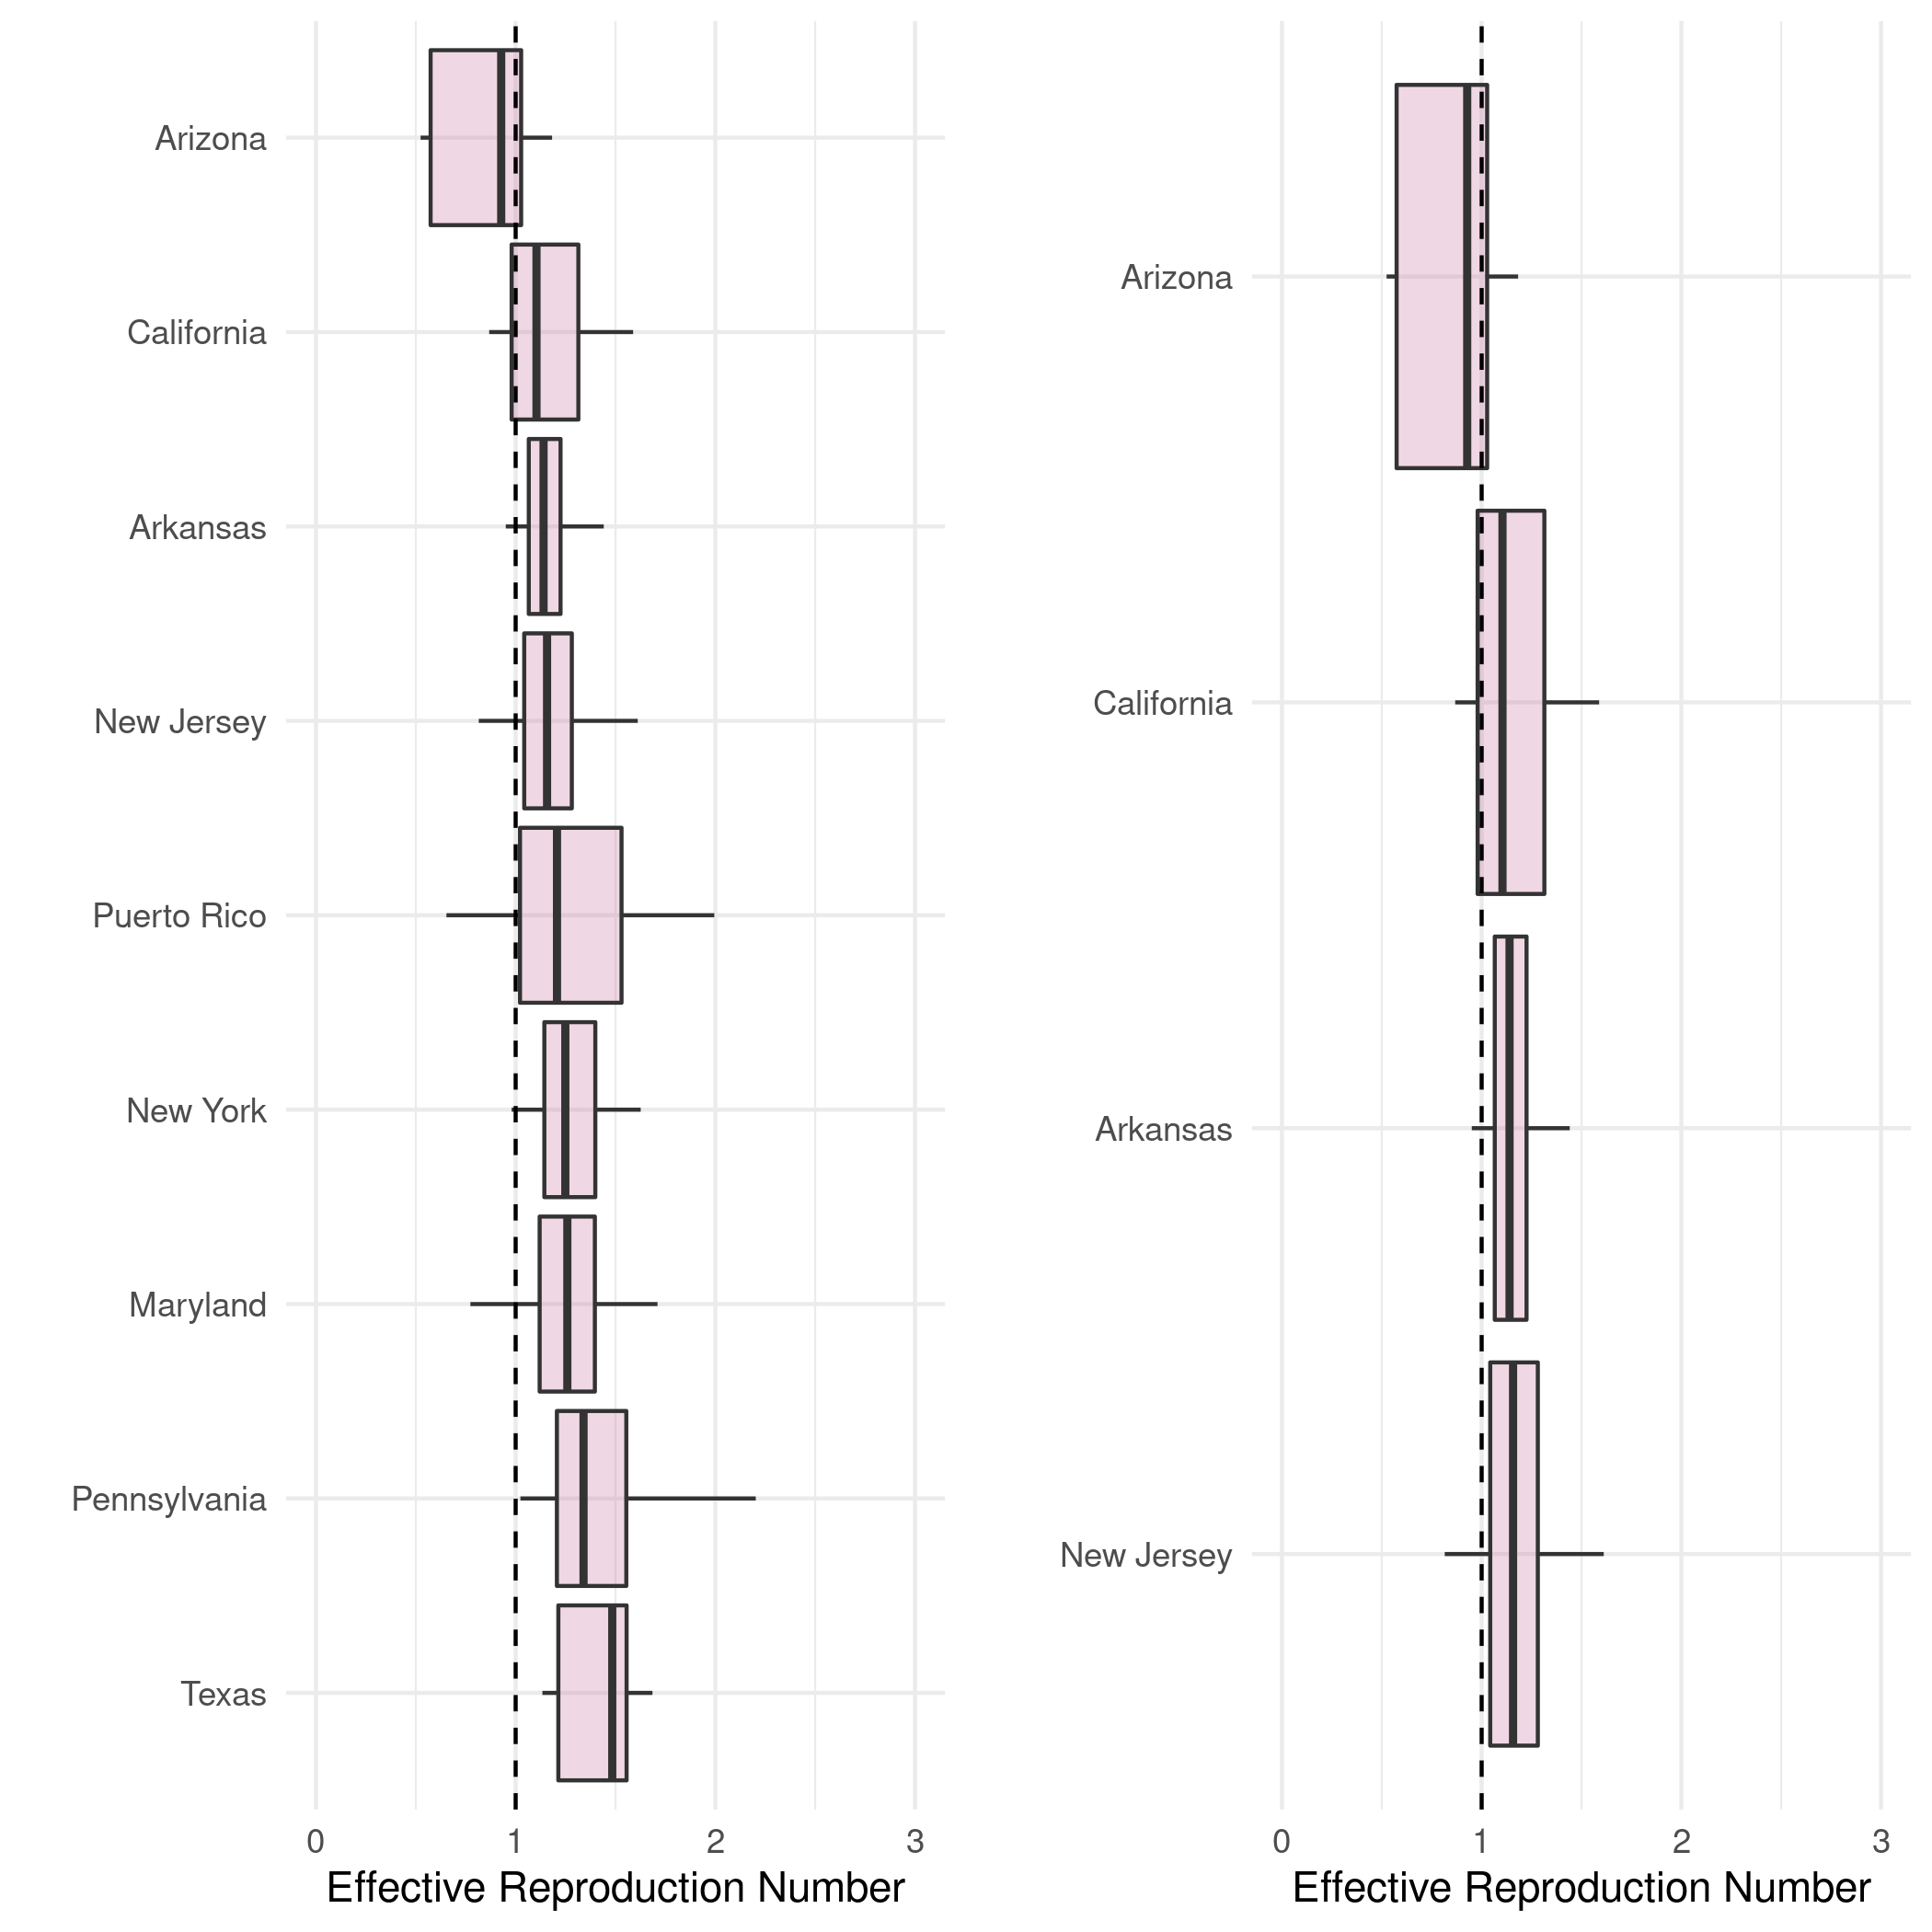 Arizona
California
Arkansas
New Jersey
Puerto Rico
New York
Maryland
Pennsylvania
Texas
0 1 2 3
Effective Reproduction Number
Arizona
California
Arkansas
New Jersey
0 1 2 3
Effective Reproduction Number